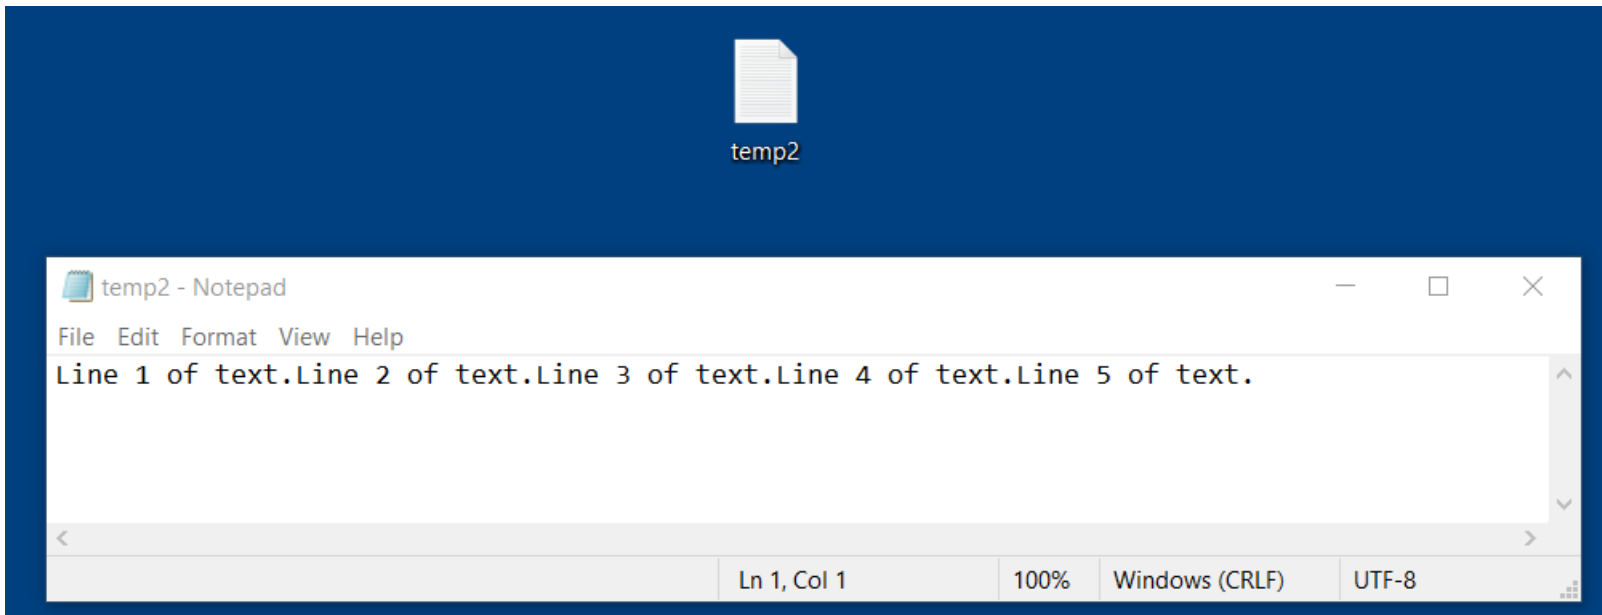 temp2
temp2 - Notepad
File Edit Format View Help
Line 1 of text.Line 2 of text.Line 3 of text.Line 4 of text.Line 5 of text.
Ln 1, Col 1 100% Windows (CRLF) UTF-8